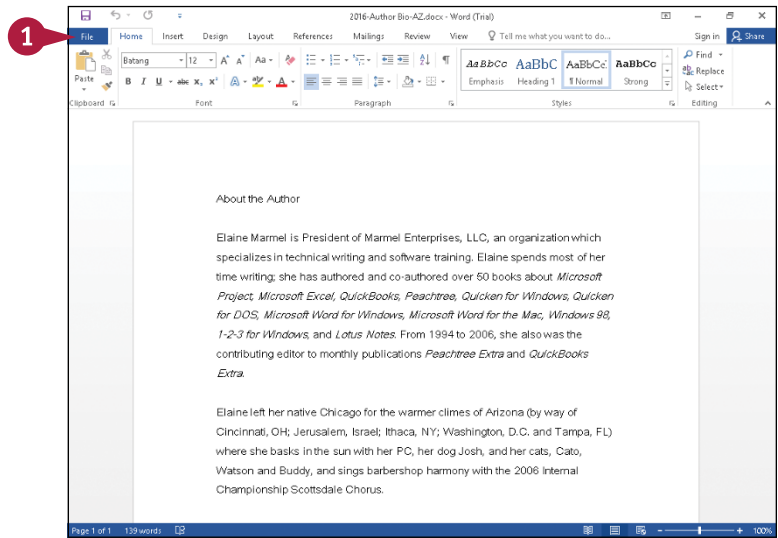 2016-Author Bio-AZ.docx - Word (Trial)
1
File Home Insert Design Layout References Mailings Review View Tell me what you want to do... Sign in Share
Paste
Batang 12 A A Aa
B I U abc X₂ X² A A
AaBbCc AaBbC AaBbCc AaBbCc
Emphasis Heading 1 ¶ Normal Strong
Find
Replace
Select
Clipboard Font Paragraph Styles Editing
About the Author
Elaine Marmel is President of Marmel Enterprises, LLC, an organization which
specializes in technical writing and software training. Elaine spends most of her
time writing; she has authored and co-authored over 50 books about Microsoft
Project, Microsoft Excel, QuickBooks, Peachtree, Quicken for Windows, Quicken
for DOS, Microsoft Word for Windows, Microsoft Word for the Mac, Windows 98,
1-2-3 for Windows, and Lotus Notes. From 1994 to 2006, she also was the
contributing editor to monthly publications Peachtree Extra and QuickBooks
Extra.
Elaine left her native Chicago for the warmer climes of Arizona (by way of
Cincinnati, OH; Jerusalem, Israel; Ithaca, NY; Washington, D.C. and Tampa, FL)
where she basks in the sun with her PC, her dog Josh, and her cats, Cato,
Watson and Buddy, and sings barbershop harmony with the 2006 Internal
Championship Scottsdale Chorus.
Page 1 of 1 139 words 100%